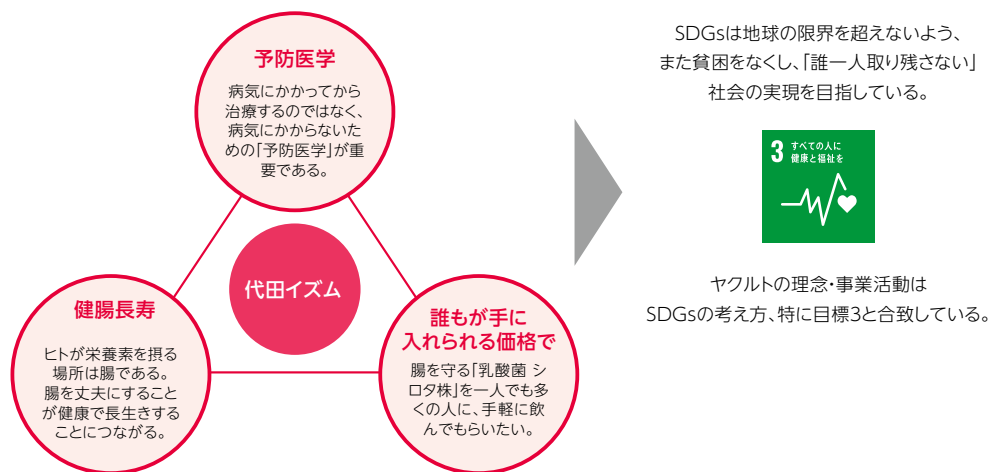 予防医学
病気にかかってから
治療するのではなく、
病気にかからないた
めの「予防医学」が重
要である。
代田イズム
健腸長寿
ヒトが栄養素を摂る
場所は腸である。
腸を丈夫にすること
が健康で長生きする
ことにつながる。
誰もが手に
入れられる価格で
腸を守る「乳酸菌 シ
ロタ株」を一人でも多
くの人に、手軽に飲
んでもらいたい。
SDGsは地球の限界を超えないよう、
また貧困をなくし、「誰一人取り残さない」
社会の実現を目指している。
3 すべての人に
健康と福祉を
ヤクルトの理念・事業活動は
SDGsの考え方、特に目標3と合致している。